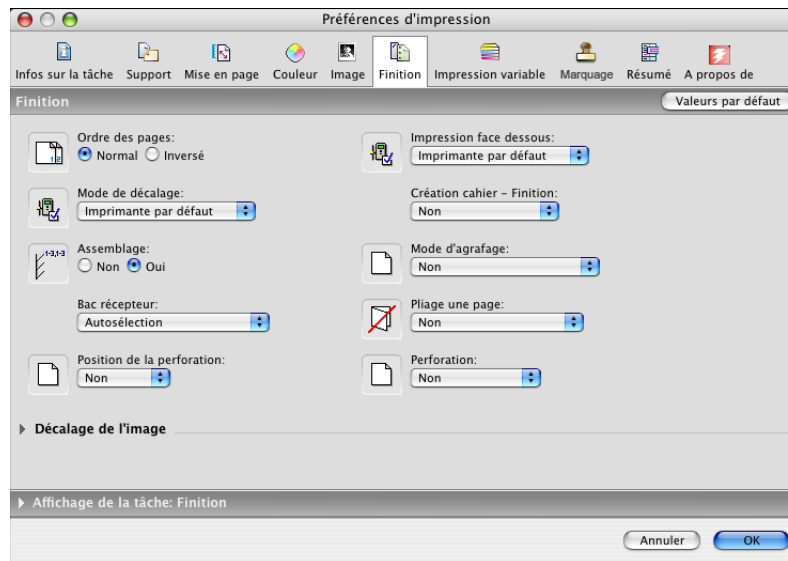 Préférences d'impression
Infos sur la tâche Support Mise en page Couleur Image Finition Impression variable Marquage Résumé A propos de
Finition Valeurs par défaut
Ordre des pages:
Normal Inversé
Impression face dessous:
Imprimante par défaut
Mode de décalage:
Imprimante par défaut
Création cahier – Finition:
Non
1-3,1-3
Assemblage:
Non Oui
Mode d'agrafage:
Non
Bac récepteur:
Autosélection
Pliage une page:
Non
Position de la perforation:
Non
Perforation:
Non
Décalage de l'image
Affichage de la tâche: Finition
Annuler OK